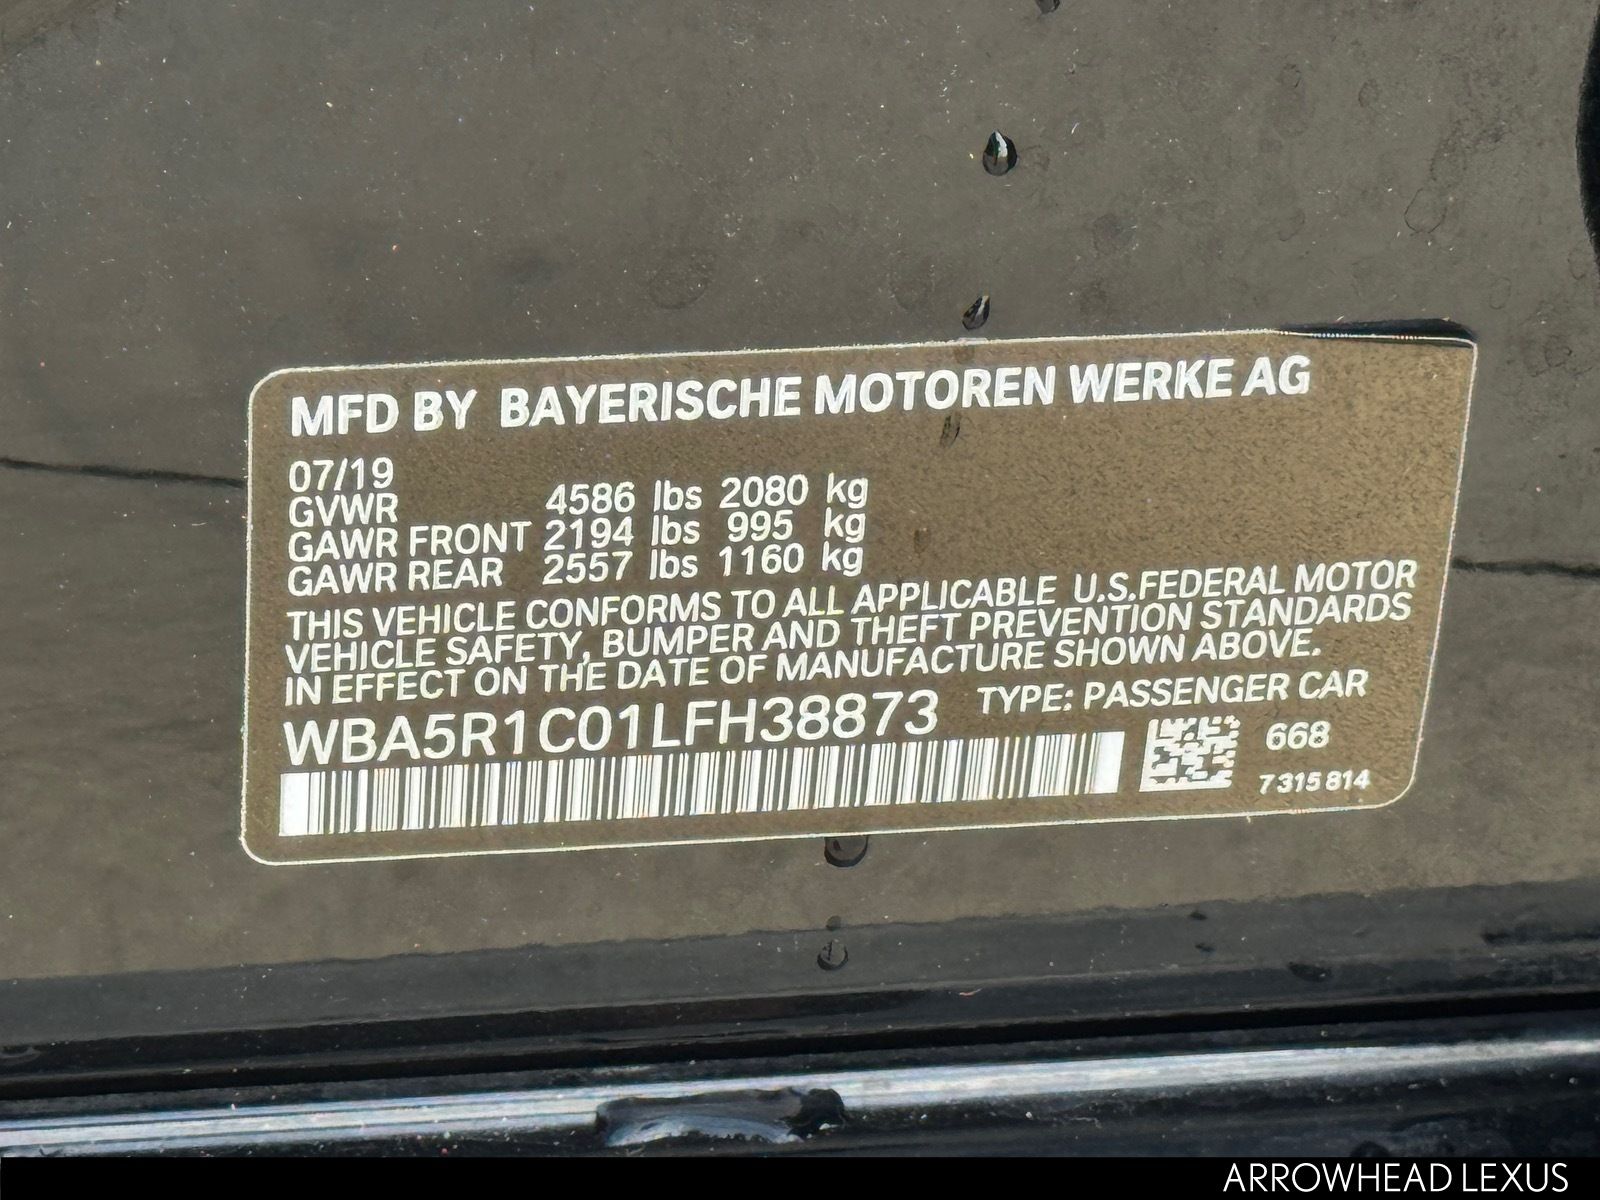 MFD BY BAYERISCHE MOTOREN WERKE AG
07/19
GVWR 4586 lbs 2080 kg
GAWR FRONT 2194 lbs 995 kg
GAWR REAR 2557 lbs 1160 kg
THIS VEHICLE CONFORMS TO ALL APPLICABLE U.S.FEDERAL MOTOR
VEHICLE SAFETY, BUMPER AND THEFT PREVENTION STANDARDS
IN EFFECT ON THE DATE OF MANUFACTURE SHOWN ABOVE.
WBA5R1C01LFH38873 TYPE: PASSENGER CAR
668
7 315 814
ARROWHEAD LEXUS